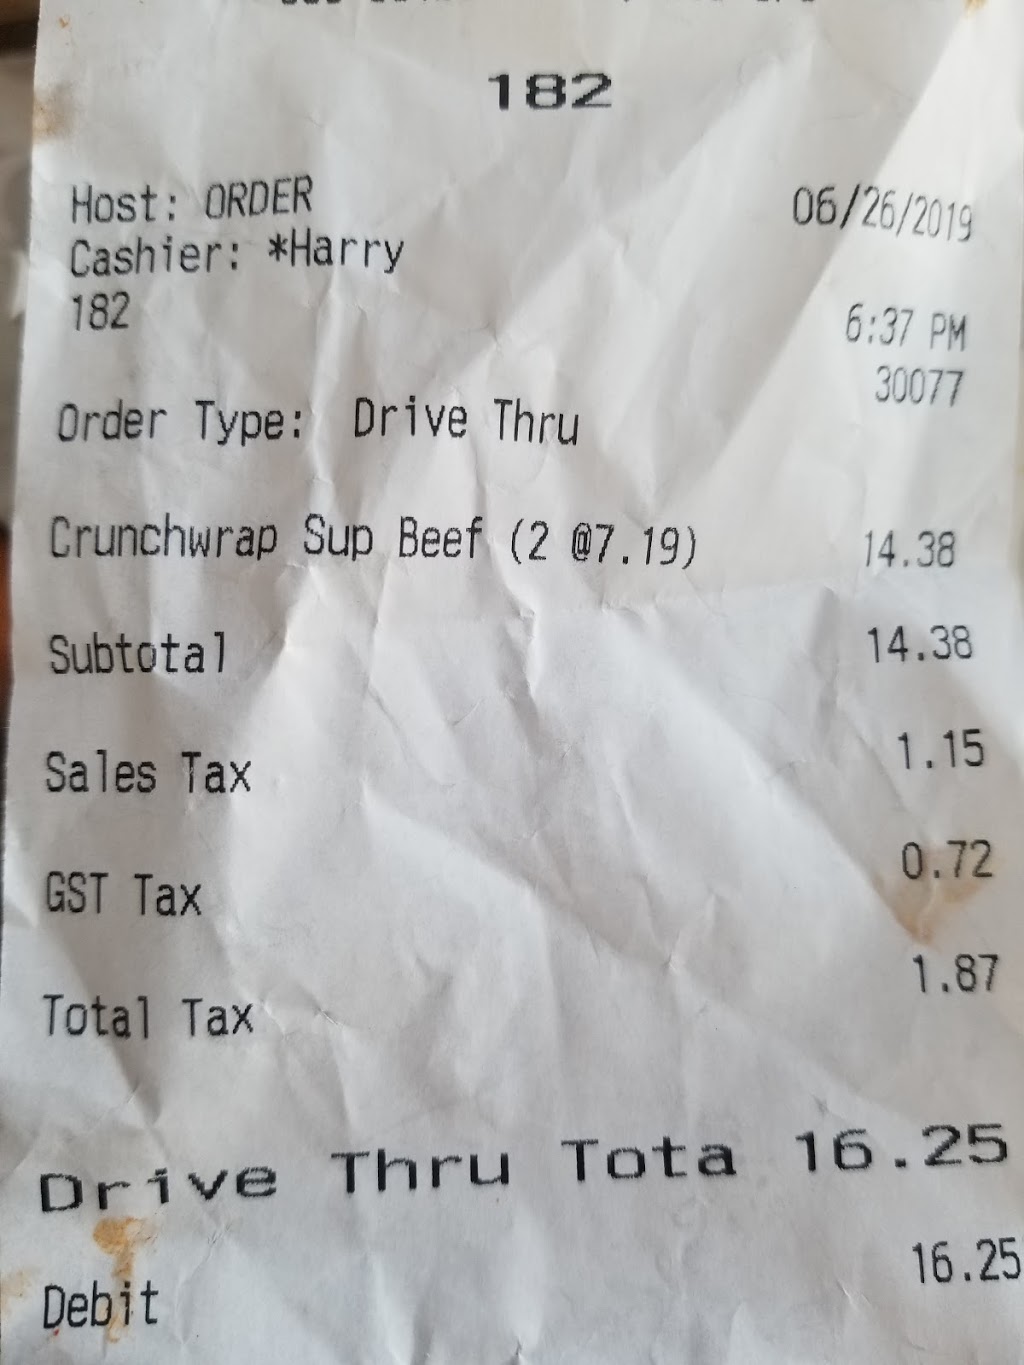 182
Host: ORDER 06/26/2019
Cashier: *Harry
182 6:37 PM
30077
Order Type: Drive Thru
Crunchwrap Sup Beef (2 @7.19) 14.38
Subtotal 14.38
Sales Tax 1.15
GST Tax 0.72
Total Tax 1.87
Drive Thru Tota 16.25
Debit 16.25